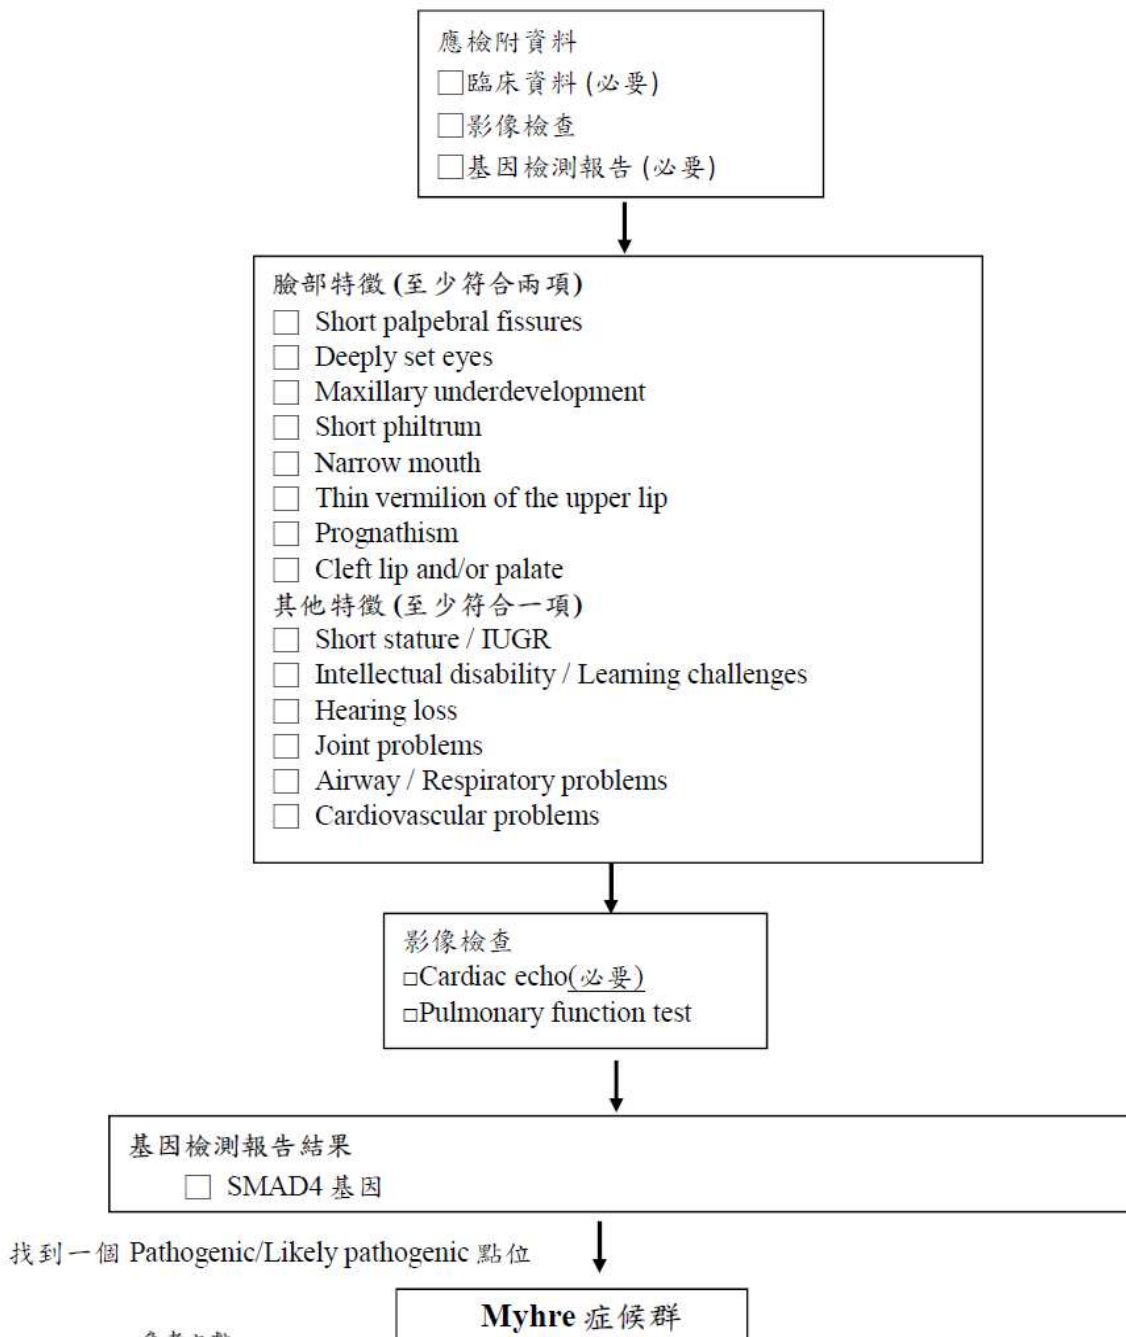 應檢附資料
□臨床資料 (必要)
□影像檢查
□基因檢測報告 (必要)
臉部特徵 (至少符合兩項)
□ Short palpebral fissures
□ Deeply set eyes
□ Maxillary underdevelopment
□ Short philtrum
□ Narrow mouth
□ Thin vermilion of the upper lip
□ Prognathism
□ Cleft lip and/or palate
其他特徵 (至少符合一項)
□ Short stature / IUGR
□ Intellectual disability / Learning challenges
□ Hearing loss
□ Joint problems
□ Airway / Respiratory problems
□ Cardiovascular problems
影像檢查
□Cardiac echo(必要)
□Pulmonary function test
基因檢測報告結果
□ SMAD4 基因
找到一個 Pathogenic/Likely pathogenic 點位
Myhre 症候群